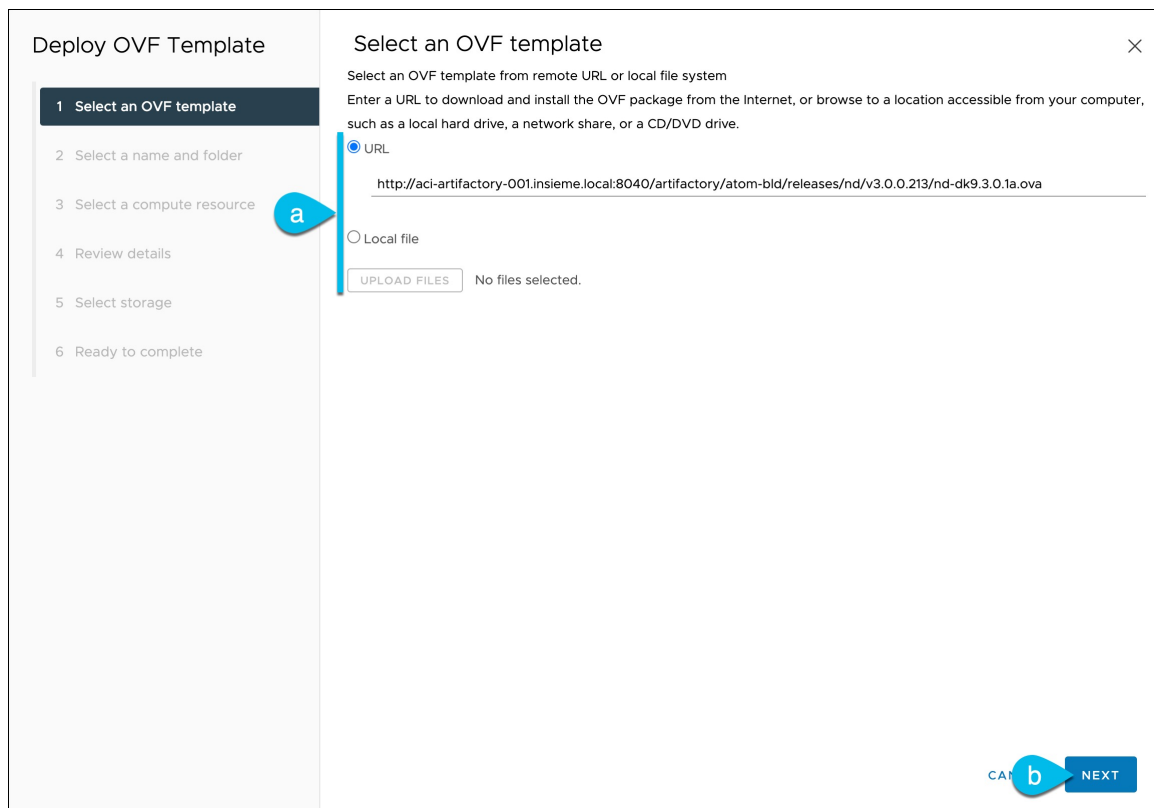 Deploy OVF Template
1 Select an OVF template
2 Select a name and folder
3 Select a compute resource
4 Review details
5 Select storage
6 Ready to complete
Select an OVF template
Select an OVF template from remote URL or local file system
Enter a URL to download and install the OVF package from the Internet, or browse to a location accessible from your computer,
such as a local hard drive, a network share, or a CD/DVD drive.
URL
http://aci-artifactory-001.insieme.local:8040/artifactory/atom-bld/releases/nd/v3.0.0.213/nd-dk9.3.0.1a.ova
a
Local file
UPLOAD FILES No files selected.
b NEXT